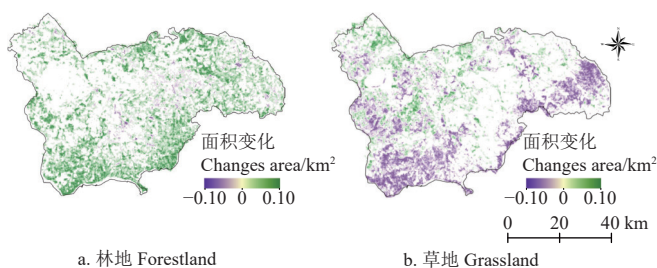 面积变化
Changes area/km²
−0.10 0 0.10
面积变化
Changes area/km²
−0.10 0 0.10
0 20 40 km
a. 林地 Forestland
b. 草地 Grassland